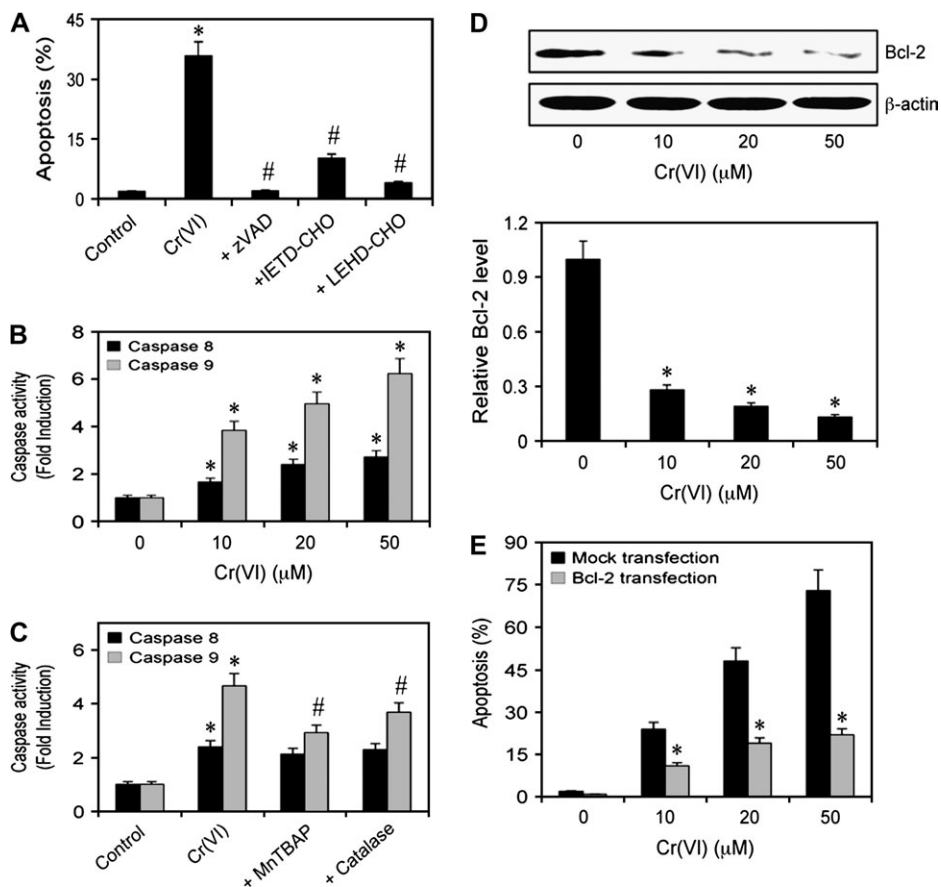 A
Apoptosis (%)
45
30
15
0
*
#
#
#
Control
Cr(VI)
+ zVAD
+IETD-CHO
+ LEHD-CHO
B
Caspase activity
(Fold Induction)
8
6
4
2
0
Caspase 8
Caspase 9
* *
* *
* *
0 10 20 50
Cr(VI) (µM)
C
Caspase activity
(Fold Induction)
6
4
2
0
Caspase 8
Caspase 9
* *
#
#
Control
Cr(VI)
+ MnTBAP
+ Catalase
D
Bcl-2
β-actin
0 10 20 50
Cr(VI) (µM)
Relative Bcl-2 level
1.2
0.9
0.6
0.3
0
*
*
*
0 10 20 50
Cr(VI) (µM)
E
Apoptosis (%)
90
75
60
45
30
15
0
Mock transfection
Bcl-2 transfection
*
*
*
0 10 20 50
Cr(VI) (µM)